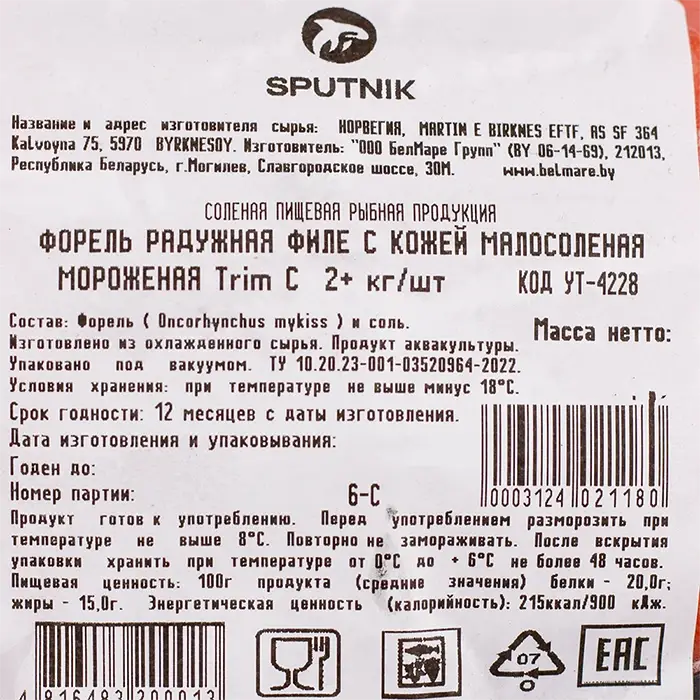 SPUTNIK
Название и адрес изготовителя сырья: НОРВЕГИЯ, MARTIN E BIRKNES EFTF, AS SF 364
Kalvoyna 75, 5970 BYRKNESOY. Изготовитель: "ООО БелМаре Групп" (BY 06-14-69), 212013,
Республика Беларусь, г.Могилев, Славгородское шоссе, 30М. www.belmare.by
СОЛЕНАЯ ПИЩЕВАЯ РЫБНАЯ ПРОДУКЦИЯ
ФОРЕЛЬ РАДУЖНАЯ ФИЛЕ С КОЖЕЙ МАЛОСОЛЕНАЯ
МОРОЖЕНАЯ Trim C 2+ кг/шт КОД УТ-4228
Состав: Форель ( Oncorhynchus mykiss ) и соль.
Изготовлено из охлажденного сырья. Продукт аквакультуры.
Масса нетто:
Упаковано под вакуумом. ТУ 10.20.23-001-03520964-2022.
Условия хранения: при температуре не выше минус 18°С.
Срок годности: 12 месяцев с даты изготовления.
Дата изготовления и упаковывания:
Годен до:
Номер партии: 6-С
0003124 021180
Продукт готов к употреблению. Перед употреблением разморозить при
температуре не выше 8°С. Повторно не замораживать. После вскрытия
упаковки хранить при температуре от 0°С до + 6°С не более 48 часов.
Пищевая ценность: 100г продукта (средние значения) белки - 20,0г;
жиры - 15,0г. Энергетическая ценность (калорийность): 215ккал/900 кДж.
4 816483 200013
07
0
EAC